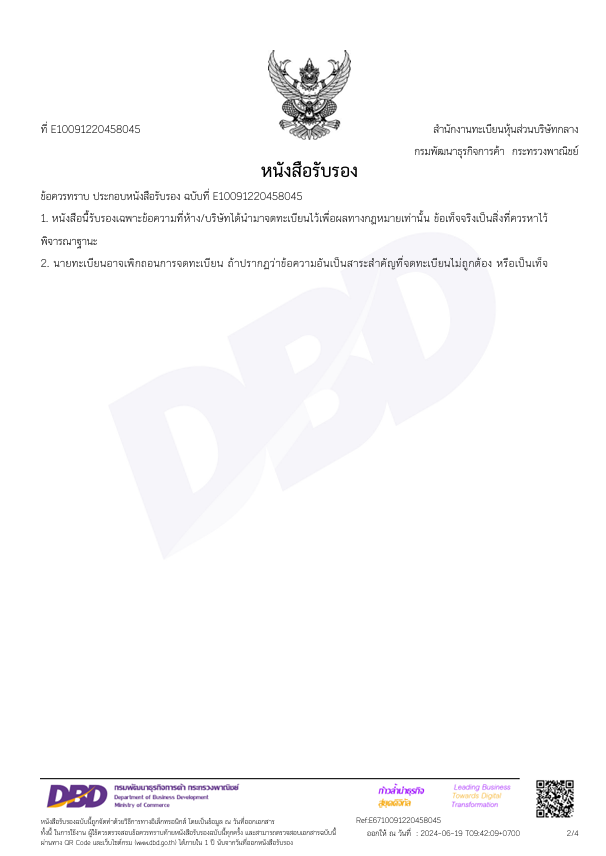 ที่ E10091220458045
สำนักงานทะเบียนหุ้นส่วนบริษัทกลาง
กรมพัฒนาธุรกิจการค้า กระทรวงพาณิชย์
หนังสือรับรอง
ข้อควรทราบ ประกอบหนังสือรับรอง ฉบับที่ E10091220458045
1. หนังสือนี้รับรองเฉพาะข้อความที่ห้าง/บริษัทได้นำมาจดทะเบียนไว้เพื่อผลทางกฎหมายเท่านั้น ข้อเท็จจริงเป็นสิ่งที่ควรหาไว้
พิจารณาฐานะ
2. นายทะเบียนอาจเพิกถอนการจดทะเบียน ถ้าปรากฏว่าข้อความอันเป็นสาระสำคัญที่จดทะเบียนไม่ถูกต้อง หรือเป็นเท็จ
DBD
DBD
กรมพัฒนาธุรกิจการค้า กระทรวงพาณิชย์
Department of Business Development
Ministry of Commerce
ก้าวล้ำนำธุรกิจ
สู่ยุคดิจิทัล
Leading Business
Towards Digital
Transformation
หนังสือรับรองฉบับนี้ถูกจัดทำด้วยวิธีการทางอิเล็กทรอนิกส์ โดยเป็นข้อมูล ณ วันที่ออกเอกสาร
ทั้งนี้ ในการใช้งาน ผู้ใช้ควรตรวจสอบข้อควรทราบท้ายหนังสือรับรองฉบับนี้ทุกครั้ง และสามารถตรวจสอบเอกสารฉบับนี้
ผ่านทาง QR Code และเว็บไซต์กรม (www.dbd.go.th) ได้ภายใน 1 ปี นับจากวันที่ออกหนังสือรับรอง
Ref:E6710091220458045
ออกให้ ณ วันที่ : 2024-06-19 T09:42:09+0700
2/4